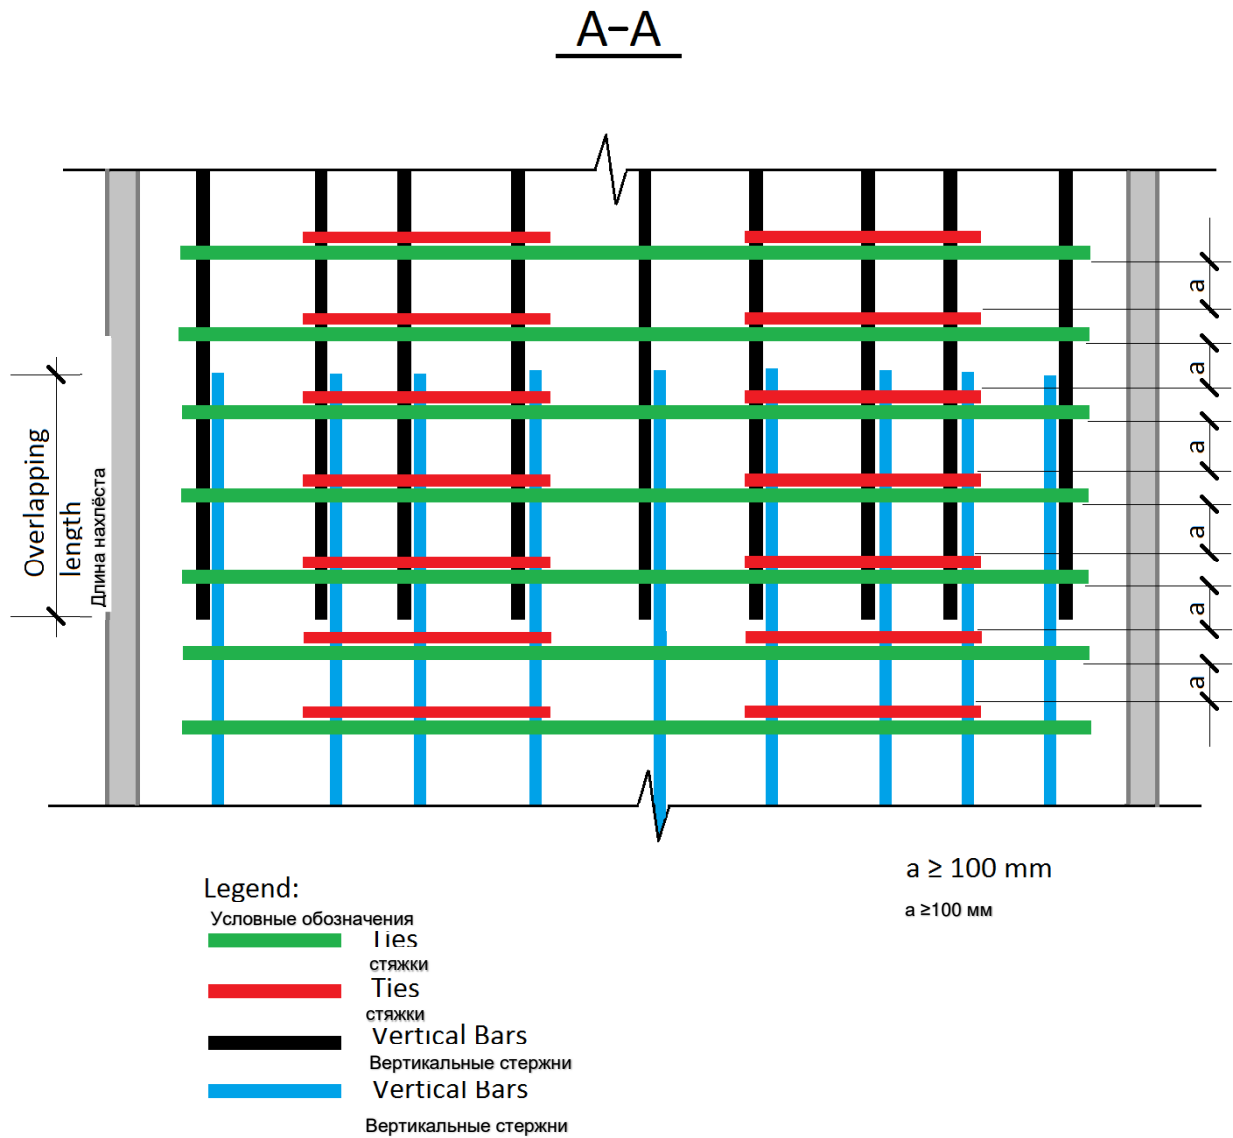 A-A
a
a
a
a
a
a
Overlapping
length
Длина нахлёста
a ≥ 100 mm
a ≥100 мм
Legend:
Условные обозначения
Ties
стяжки
Ties
стяжки
Vertical Bars
Вертикальные стержни
Vertical Bars
Вертикальные стержни